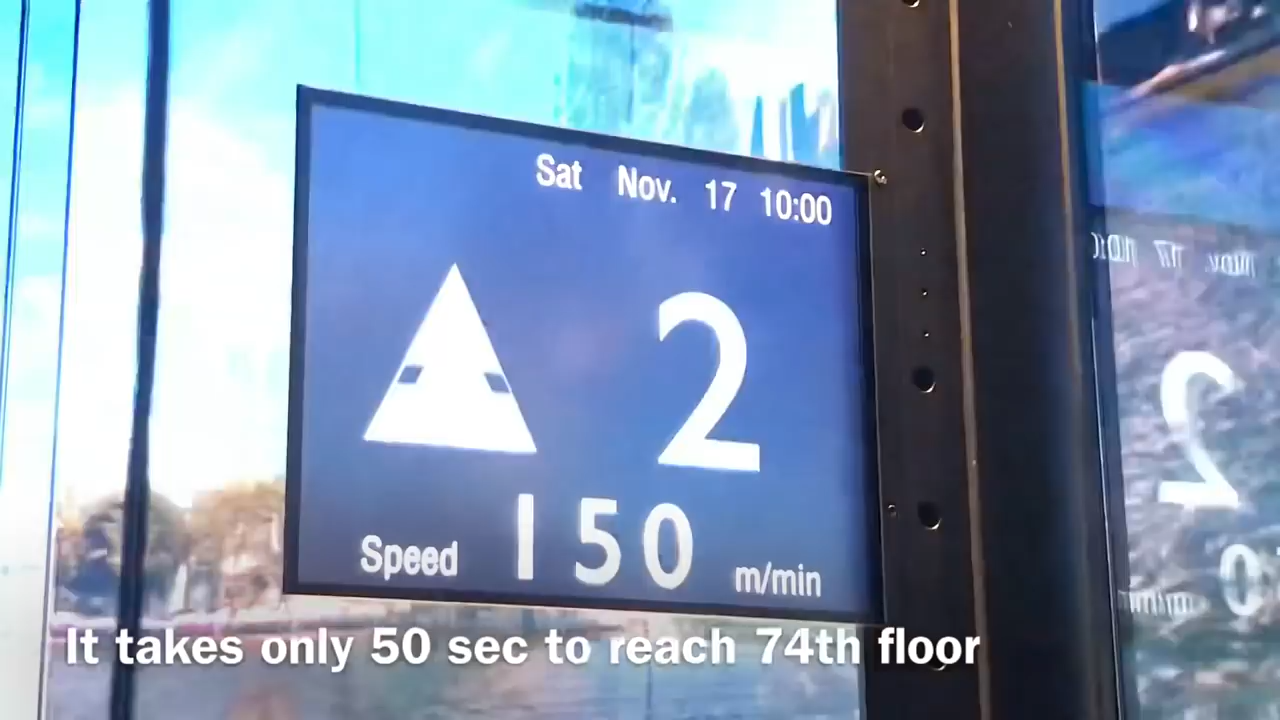 Sat Nov. 17 10:00
2
Speed 150 m/min
It takes only 50 sec to reach 74th floor